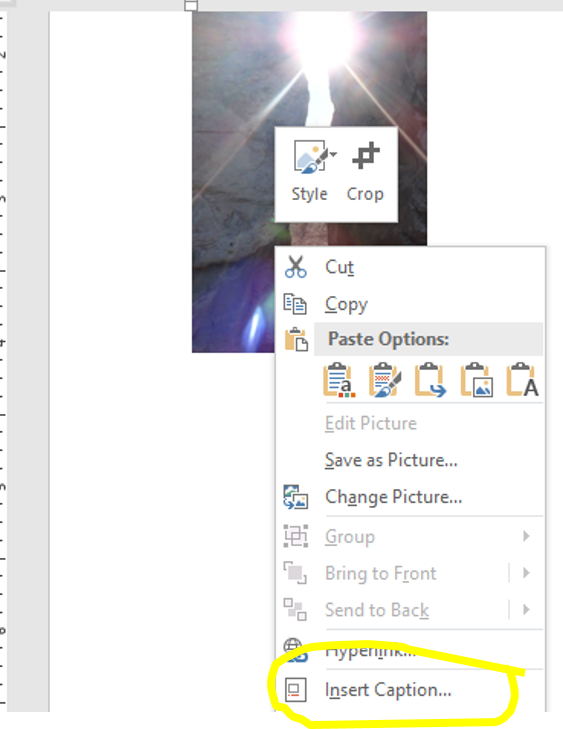 Style Crop
Cut
Copy
Paste Options:
Edit Picture
Save as Picture...
Change Picture...
Group
Bring to Front
Send to Back
Hyperlink...
Insert Caption...